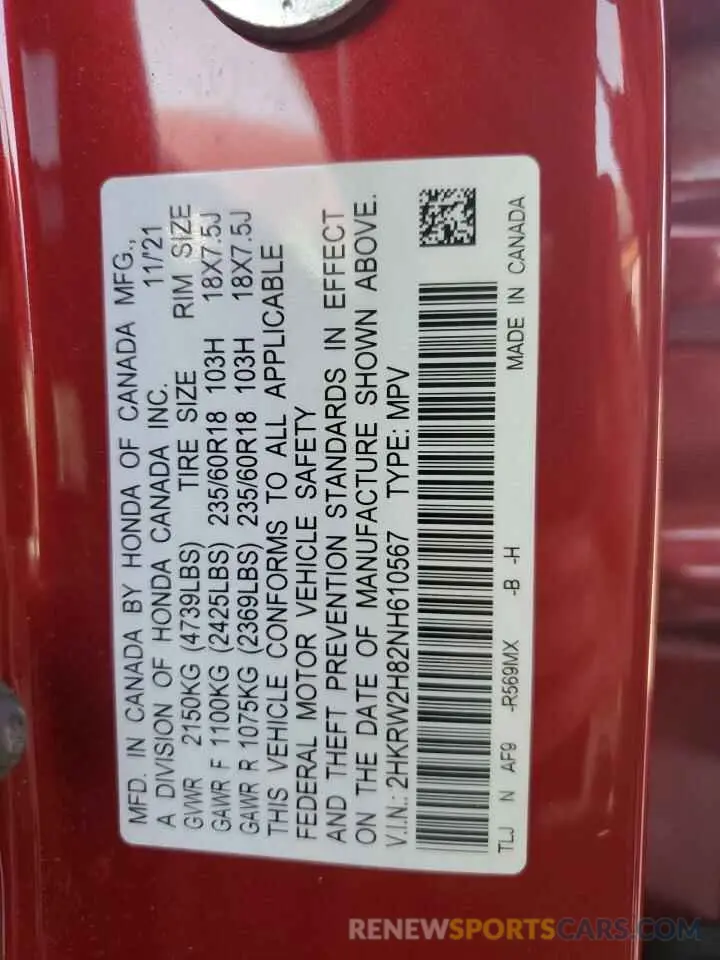 MFD. IN CANADA BY HONDA OF CANADA MFG.,
A DIVISION OF HONDA CANADA INC. 11/'21
GVWR 2150KG (4739LBS) TIRE SIZE RIM SIZE
GAWR F 1100KG (2425LBS) 235/60R18 103H 18X7.5J
GAWR R 1075KG (2369LBS) 235/60R18 103H 18X7.5J
THIS VEHICLE CONFORMS TO ALL APPLICABLE
FEDERAL MOTOR VEHICLE SAFETY
AND THEFT PREVENTION STANDARDS IN EFFECT
ON THE DATE OF MANUFACTURE SHOWN ABOVE.
V.I.N.: 2HKRW2H82NH610567 TYPE: MPV
TLJ N AF9 -R569MX -B -H MADE IN CANADA
RENEWSPORTSCARS.COM